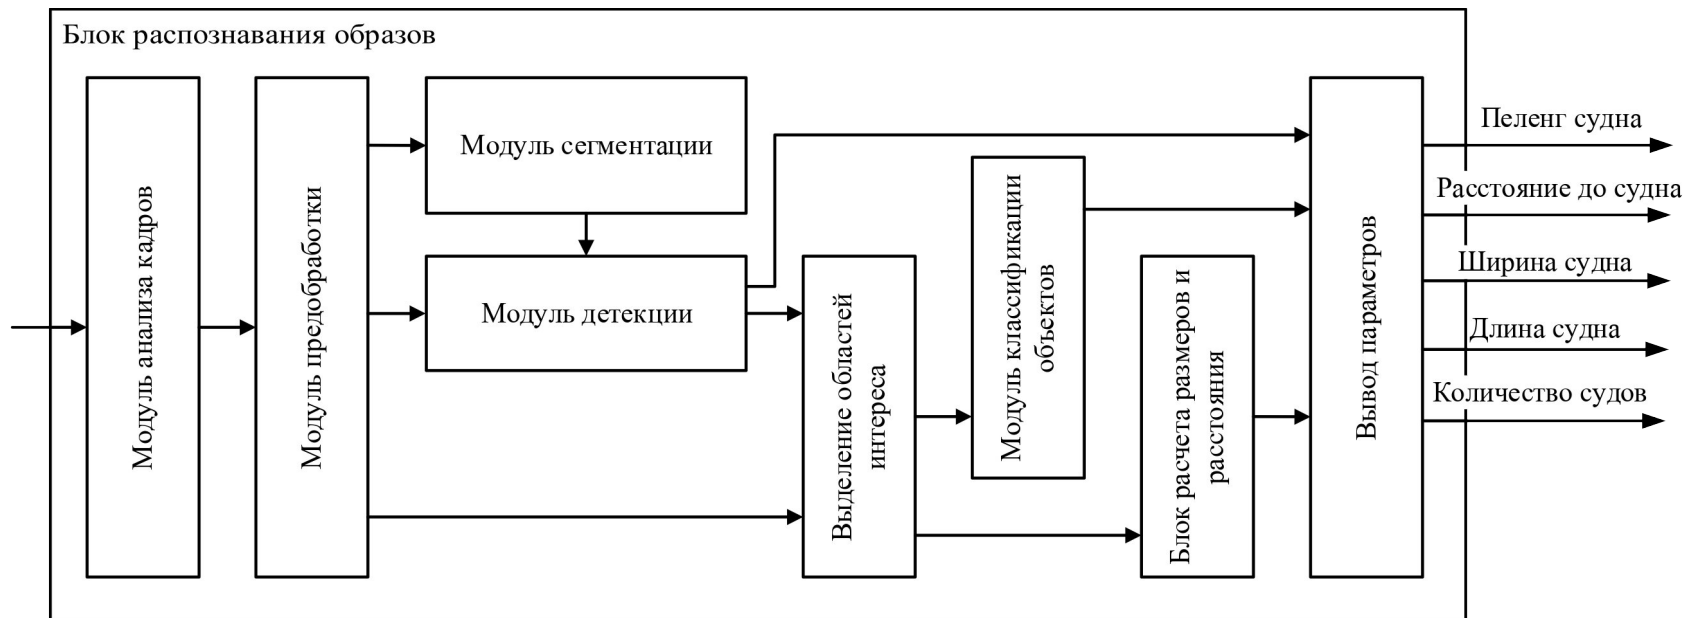 Блок распознавания образов
Модуль анализа кадров
Модуль предобработки
Модуль сегментации
Модуль детекции
Выделение областей
интереса
Модуль классификации
объектов
Блок расчета размеров и
расстояния
Вывод параметров
Пеленг судна
Расстояние до судна
Ширина судна
Длина судна
Количество судов